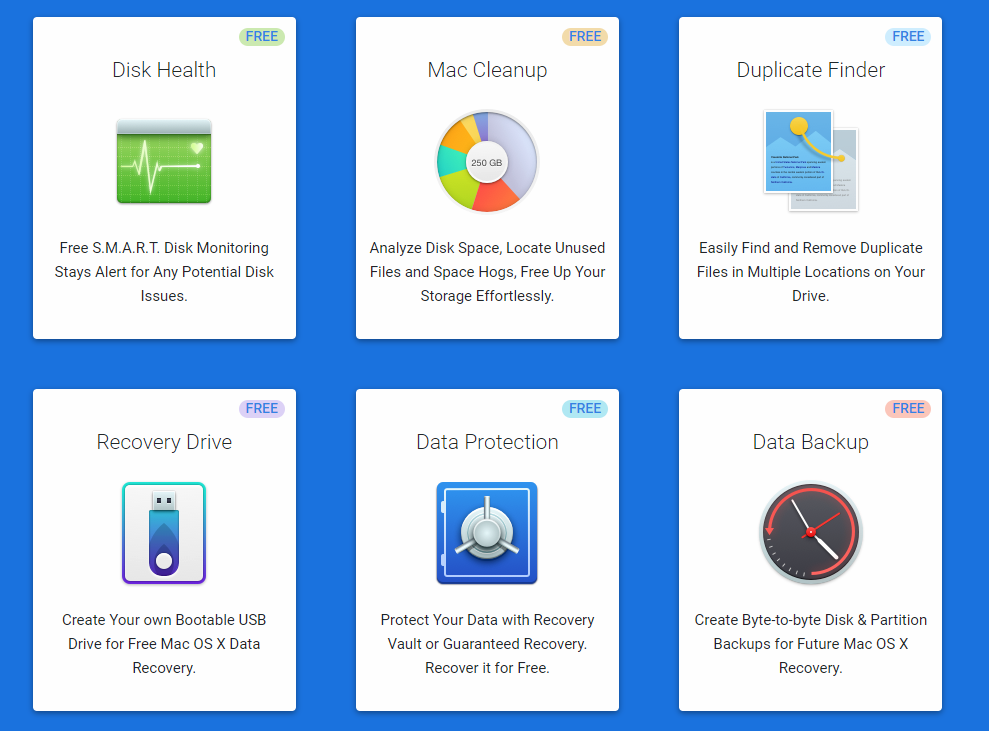 FREE
Disk Health
Free S.M.A.R.T. Disk Monitoring
Stays Alert for Any Potential Disk
Issues.
FREE
Mac Cleanup
250 GB
Analyze Disk Space, Locate Unused
Files and Space Hogs, Free Up Your
Storage Effortlessly.
FREE
Duplicate Finder
Easily Find and Remove Duplicate
Files in Multiple Locations on Your
Drive.
FREE
Recovery Drive
Create Your own Bootable USB
Drive for Free Mac OS X Data
Recovery.
FREE
Data Protection
Protect Your Data with Recovery
Vault or Guaranteed Recovery.
Recover it for Free.
FREE
Data Backup
Create Byte-to-byte Disk & Partition
Backups for Future Mac OS X
Recovery.